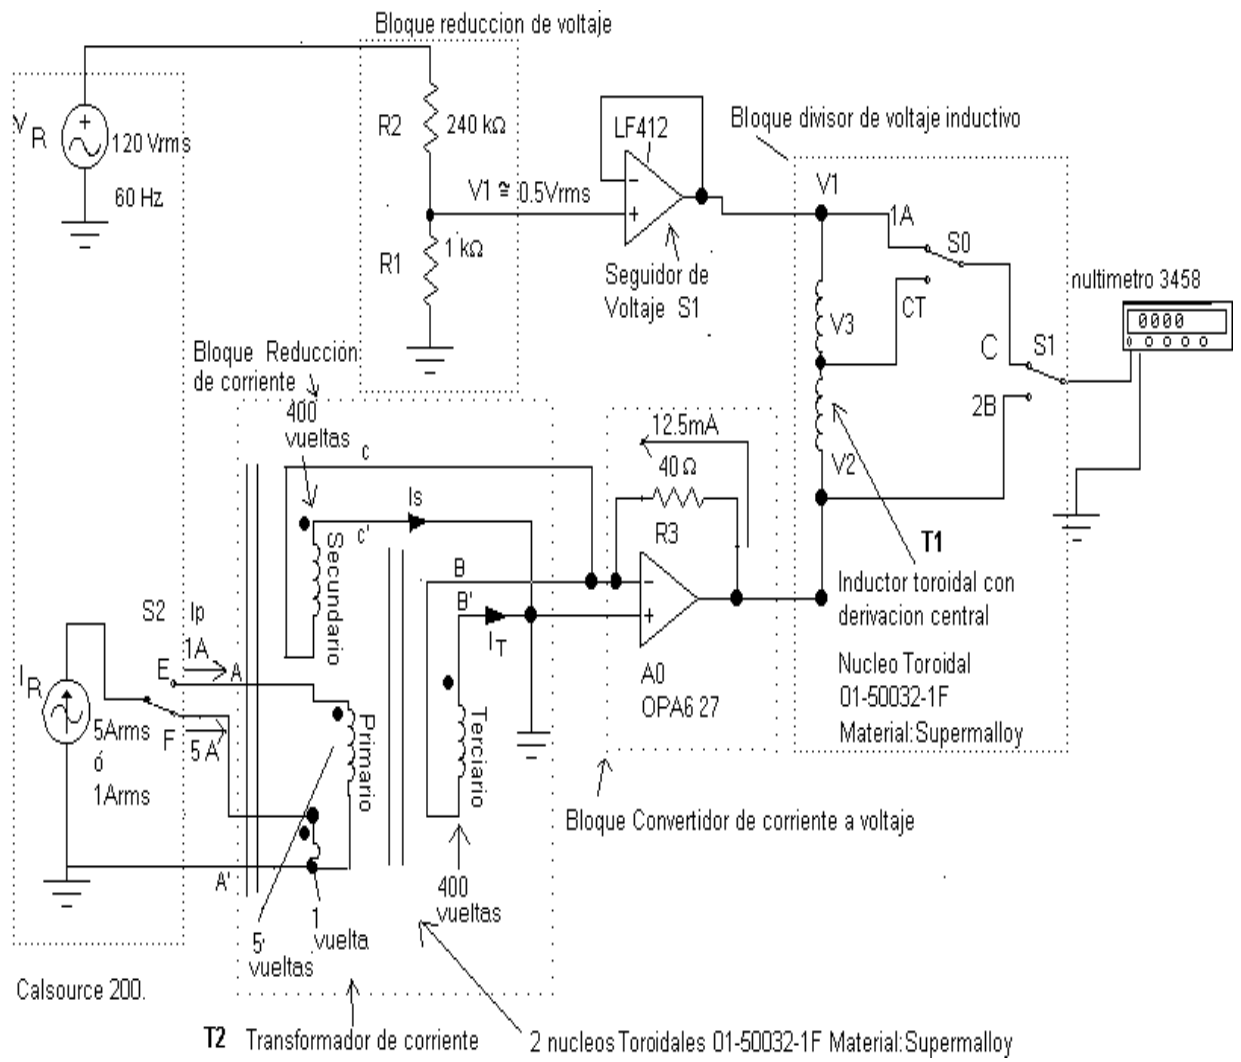 Bloque reduccion de voltaje
V R
120 Vrms
60 Hz
R2
240 kΩ
V1 ≅ 0.5Vrms
R1
1 kΩ
LF412
−
+
Seguidor de
Voltaje S1
Bloque divisor de voltaje inductivo
V1
1A
S0
CT
V3
C
S1
2B
V2
nultimetro 3458
0000
T1
Inductor toroidal con
derivacion central
Nucleo Toroidal
01-50032-1F
Material:Supermalloy
Bloque Reducción
de corriente
400
vueltas
c
Is
c'
Secundario
B
B'
I T
12.5mA
40 Ω
R3
−
+
A0
OPA6 27
Bloque Convertidor de corriente a voltaje
S2
Ip
1A
E
A
I R
5Arms
ó
1Arms
F
5 A
A'
Primario
Terciario
5'
vueltas
1
vuelta
400
vueltas
Calsource 200.
T2 Transformador de corriente
2 nucleos Toroidales 01-50032-1F Material:Supermalloy